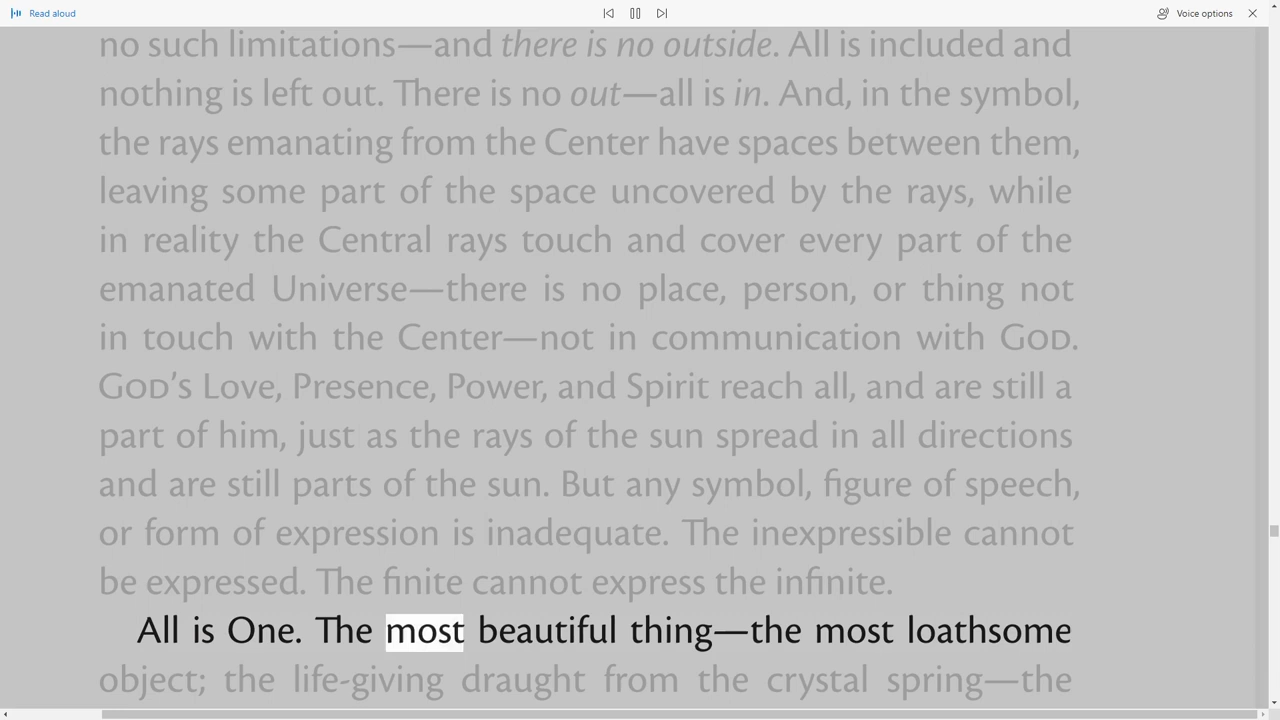 Read aloud
Voice options
no such limitations—and there is no outside. All is included and
nothing is left out. There is no out—all is in. And, in the symbol,
the rays emanating from the Center have spaces between them,
leaving some part of the space uncovered by the rays, while
in reality the Central rays touch and cover every part of the
emanated Universe—there is no place, person, or thing not
in touch with the Center—not in communication with God.
God's Love, Presence, Power, and Spirit reach all, and are still a
part of him, just as the rays of the sun spread in all directions
and are still parts of the sun. But any symbol, figure of speech,
or form of expression is inadequate. The inexpressible cannot
be expressed. The finite cannot express the infinite.
All is One. The most beautiful thing—the most loathsome
object; the life-giving draught from the crystal spring—the